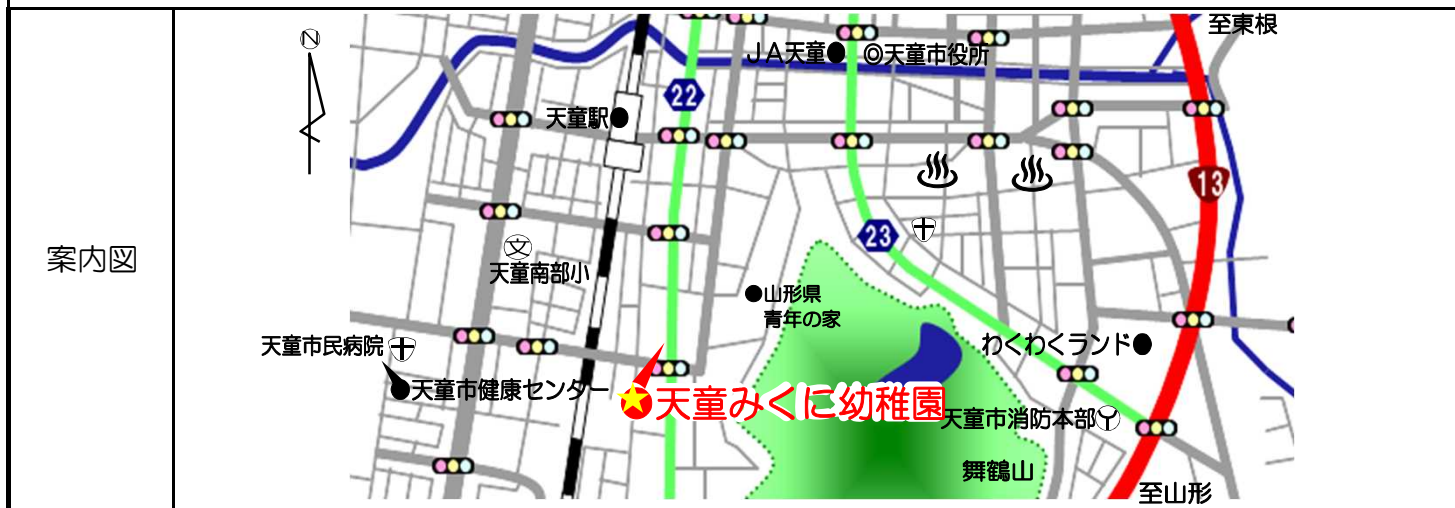 案内図
N
至東根
JA天童
◎天童市役所
22
天童駅
13
23
文
天童南部小
山形県
青年の家
天童市民病院
わくわくランド
天童市健康センター
天童みくに幼稚園
天童市消防本部
舞鶴山
至山形